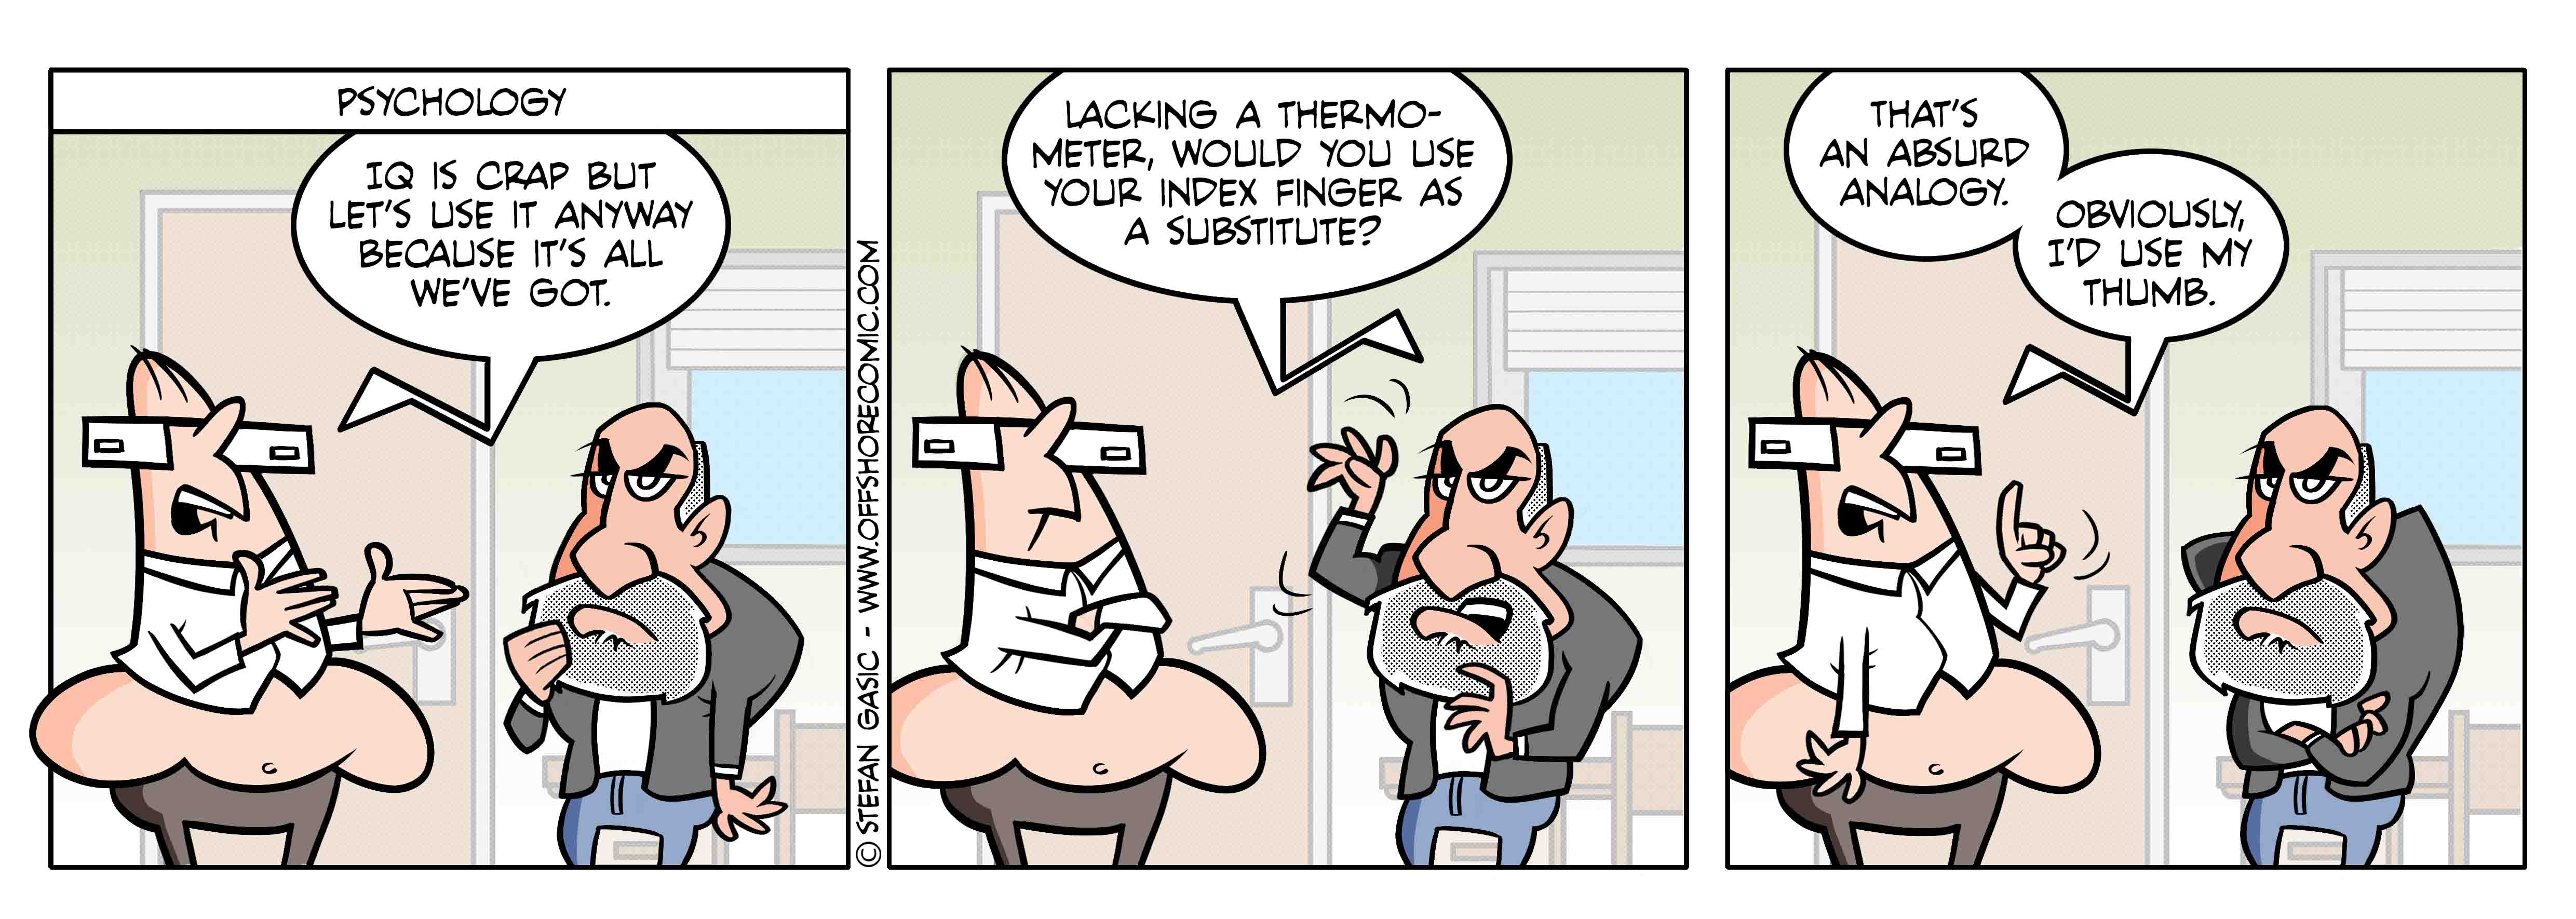 PSYCHOLOGY
IQ IS CRAP BUT
LET'S USE IT ANYWAY
BECAUSE IT'S ALL
WE'VE GOT.
© STEFAN GASIC - WWW.OFFSHORECOMIC.COM
LACKING A THERMO-
METER, WOULD YOU USE
YOUR INDEX FINGER AS
A SUBSTITUTE?
THAT'S
AN ABSURD
ANALOGY.
OBVIOUSLY,
I'D USE MY
THUMB.